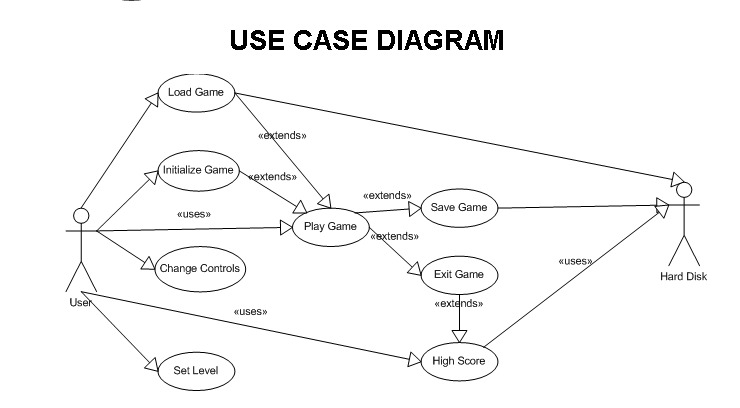 USE CASE DIAGRAM
Load Game
«extends»
Initialize Game
«extends»
«extends»
Save Game
«uses»
Play Game
«extends»
Change Controls
Exit Game
«uses»
Hard Disk
User
«extends»
«uses»
High Score
Set Level